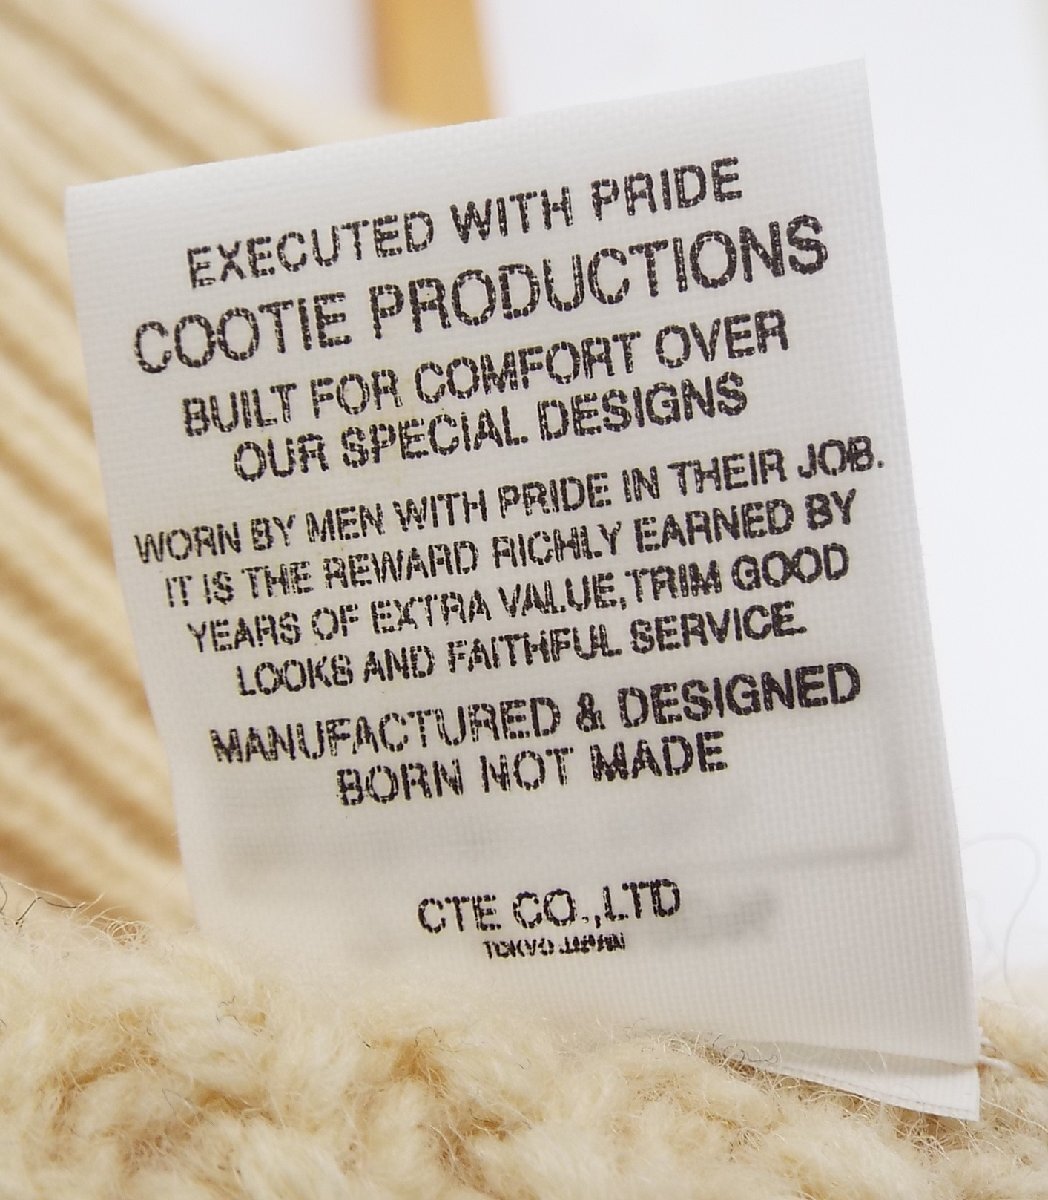 EXECUTED WITH PRIDE
COOTIE PRODUCTIONS
BUILT FOR COMFORT OVER
OUR SPECIAL DESIGNS
WORN BY MEN WITH PRIDE IN THEIR JOB.
IT IS THE REWARD RICHLY EARNED BY
YEARS OF EXTRA VALUE,TRIM GOOD
LOOKS AND FAITHFUL SERVICE.
MANUFACTURED & DESIGNED
BORN NOT MADE
CTE CO.,LTD
TOKYO JAPAN